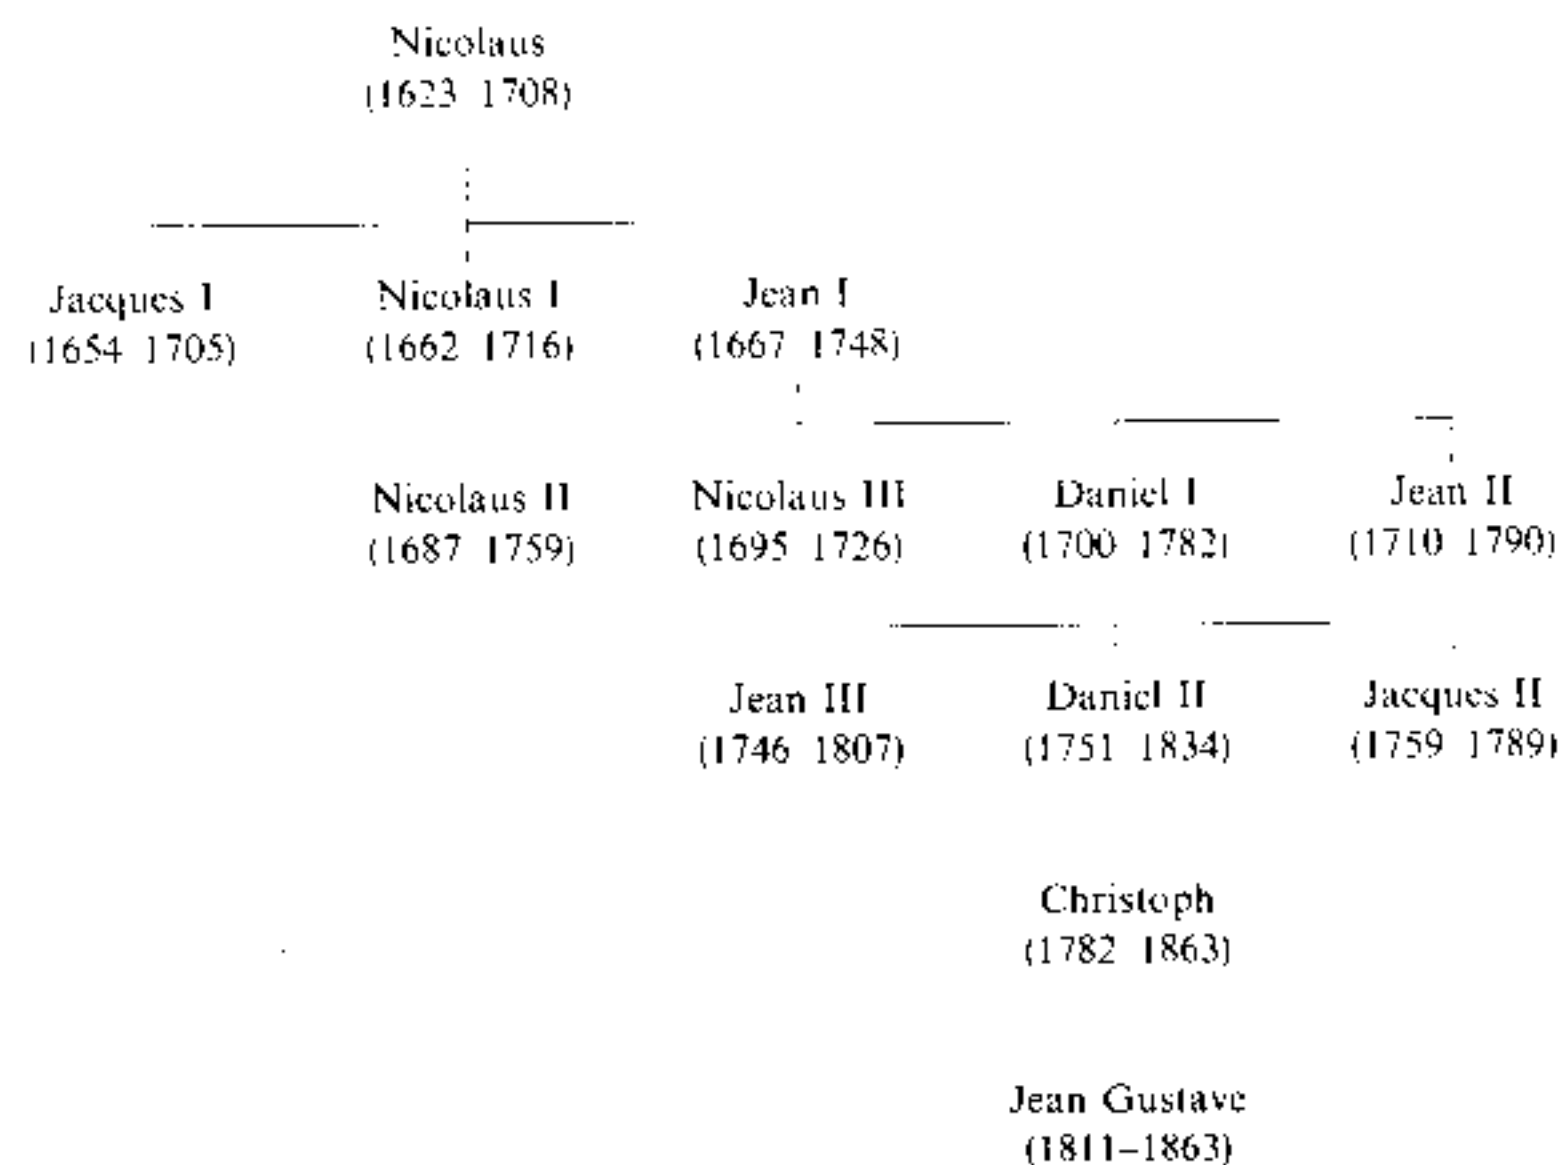 Nicolaus
(1623 1708)
Jacques I Nicolaus I Jean I
(1654 1705) (1662 1716) (1667 1748)
Nicolaus II Nicolaus III Daniel I Jean II
(1687 1759) (1695 1726) (1700 1782) (1710 1790)
Jean III Daniel II Jacques II
(1746 1807) (1751 1834) (1759 1789)
Christoph
(1782 1863)
Jean Gustave
(1811–1863)